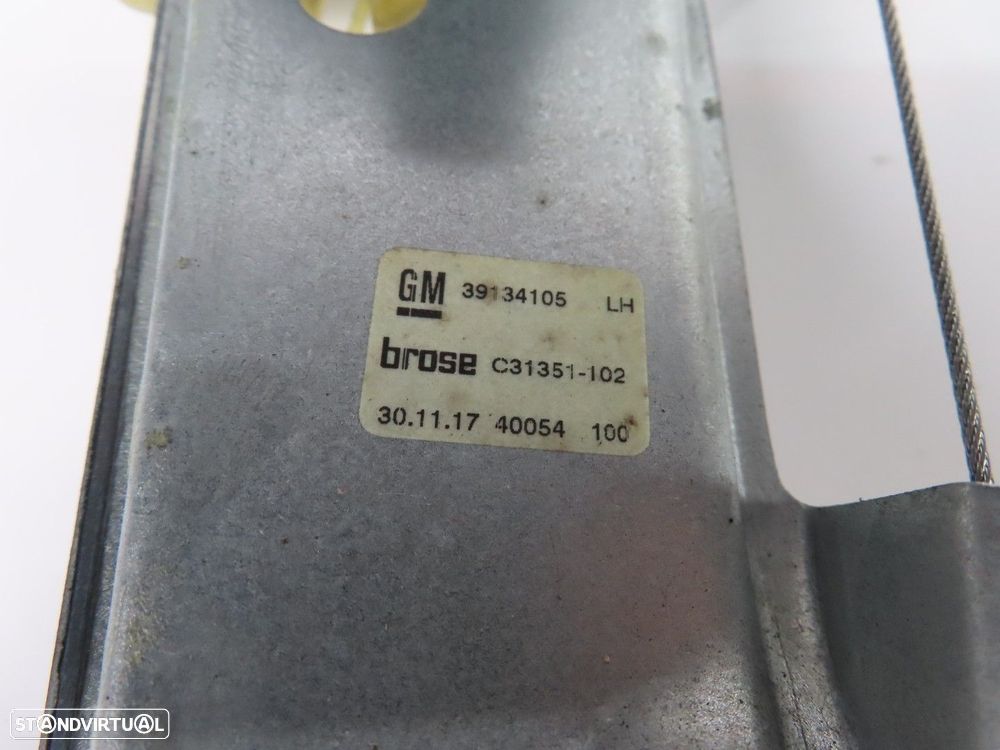 GM 39134105 LH
brose C31351-102
30.11.17 40054 100
STANDVIRTUAL